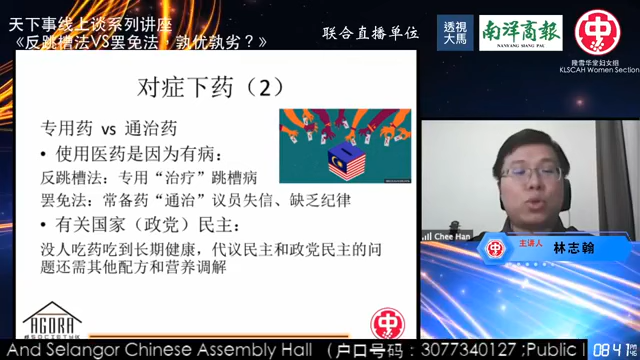 天下事线上谈系列讲座
《反跳槽法VS罢免法，孰优孰劣？》
联合直播单位
透視
大馬
南洋商報
NANYANG SIANG PAU
中
隆雪华堂妇女组
KLSCAH Women Section
对症下药（2）
专用药 vs 通治药
• 使用医药是因为有病：
反跳槽法：专用“治疗”跳槽病
罢免法：常备药“通治”议员失信、缺乏纪律
• 有关国家（政党）民主：
没人吃药吃到长期健康，代议民主和政党民主的问
题还需其他配方和营养调解
AGORA
SOCIETY
Chee Han
主讲人
林志翰
And Selangor Chinese Assembly Hall （户口号码：3077340127 ;Public
08:41